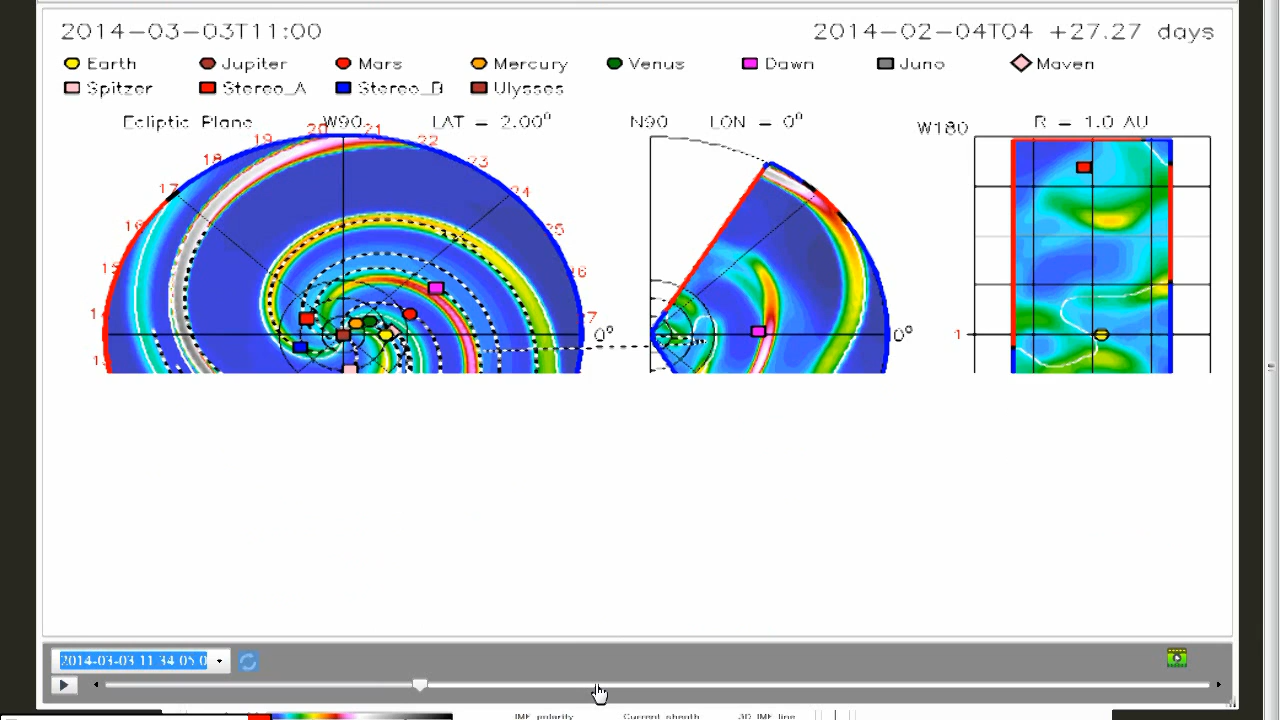 2014-03-03T11:00 2014-02-04T04 +27.27 days
Earth Jupiter Mars Mercury Venus Dawn Juno Maven
Spitzer Stereo_A Stereo_B Ulysses
Ecliptic Plane W90 LAT = 2.00° N90 LON = 0° W180 R = 1.0 AU
20 21
19 22
18 23
17 24
16 25
15 26
14 7 0° 0° 1
2014-03-03 11 34 05 0
IMF polarity Current sheath 3D IMF line